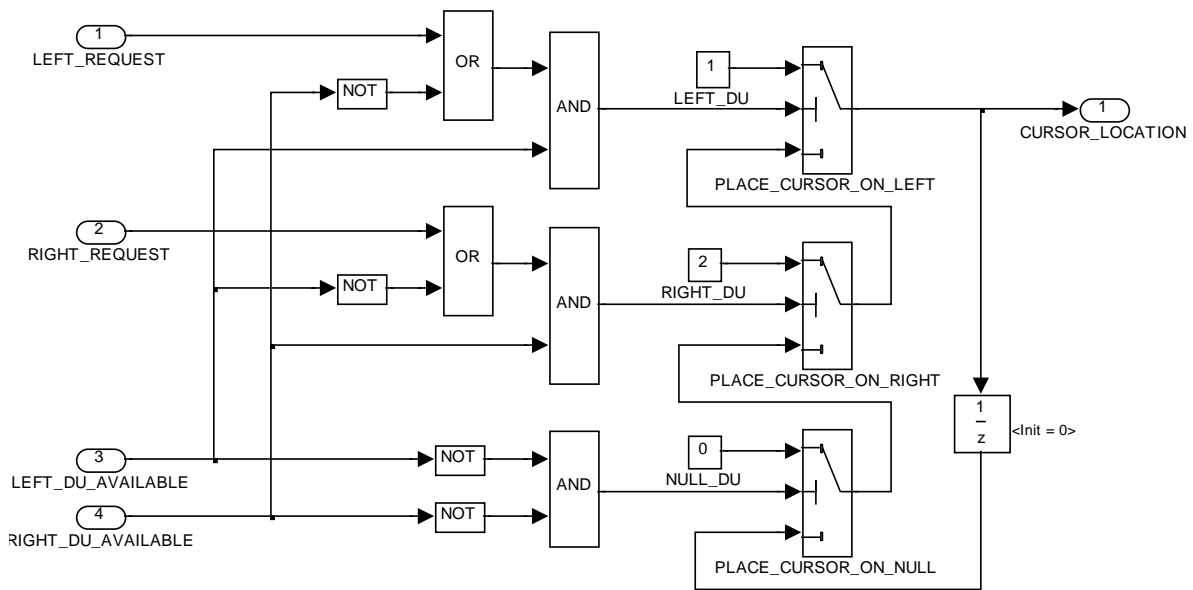 1
LEFT_REQUEST
NOT
OR
AND
1
LEFT_DU
PLACE_CURSOR_ON_LEFT
1
CURSOR_LOCATION
2
RIGHT_REQUEST
NOT
OR
AND
2
RIGHT_DU
PLACE_CURSOR_ON_RIGHT
1
z
<Init = 0>
3
LEFT_DU_AVAILABLE
4
RIGHT_DU_AVAILABLE
NOT
NOT
AND
0
NULL_DU
PLACE_CURSOR_ON_NULL